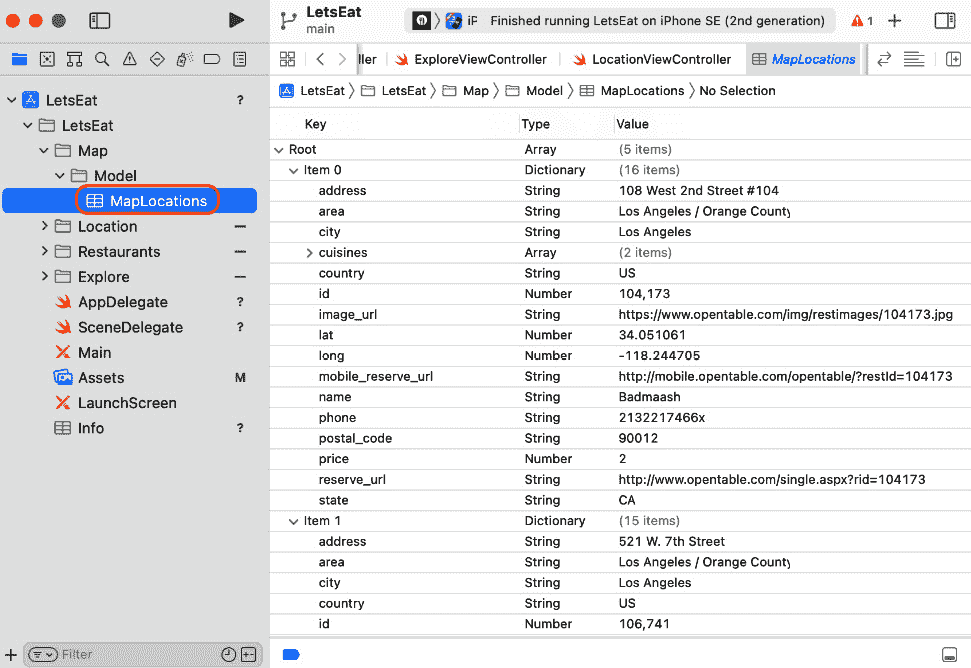 LetsEat
main
iP Finished running LetsEat on iPhone SE (2nd generation) 1
ller ExploreViewController LocationViewController MapLocations
LetsEat LetsEat Map Model MapLocations No Selection
LetsEat ?
LetsEat
Map
Model
MapLocations
Location
Restaurants
Explore
AppDelegate ?
SceneDelegate ?
Main
Assets M
LaunchScreen
Info ?
Filter
Key Type Value
Root Array (5 items)
Item 0 Dictionary (16 items)
address String 108 West 2nd Street #104
area String Los Angeles / Orange County
city String Los Angeles
cuisines Array (2 items)
country String US
id Number 104,173
image_url String https://www.opentable.com/img/restimages/104173.jpg
lat Number 34.051061
long Number -118.244705
mobile_reserve_url String http://mobile.opentable.com/opentable/?restId=104173
name String Badmaash
phone String 2132217466x
postal_code String 90012
price Number 2
reserve_url String http://www.opentable.com/single.aspx?rid=104173
state String CA
Item 1 Dictionary (15 items)
address String 521 W. 7th Street
area String Los Angeles / Orange County
city String Los Angeles
country String US
id Number 106,741